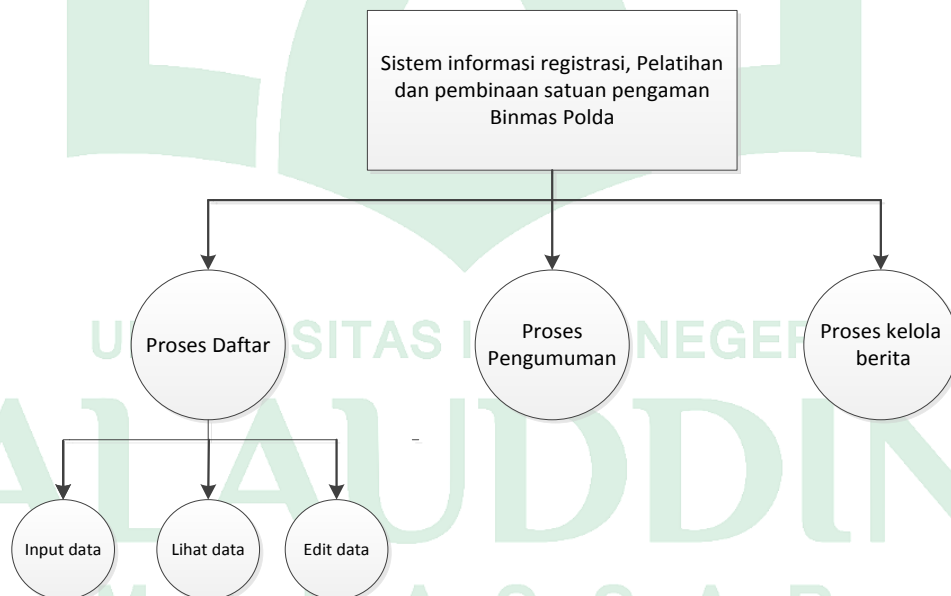 Sistem informasi registrasi, Pelatihan
dan pembinaan satuan pengaman
Binmas Polda
Proses Daftar
Proses
Pengumuman
Proses kelola
berita
Input data
Lihat data
Edit data
ALAUDDIN